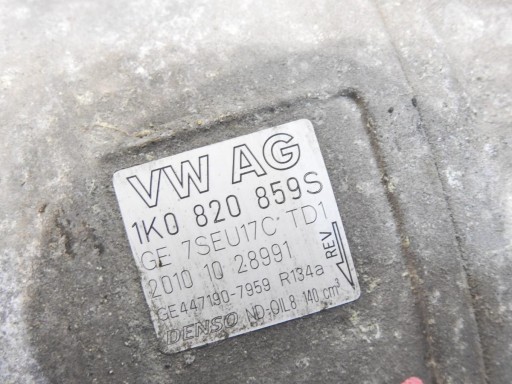 VW AG
1K0 820 859S
GE 7SEU17C TD1
2010 10 28991
GE447190-7959 R134a
DENSO ND-OIL8 140 cm³
REV